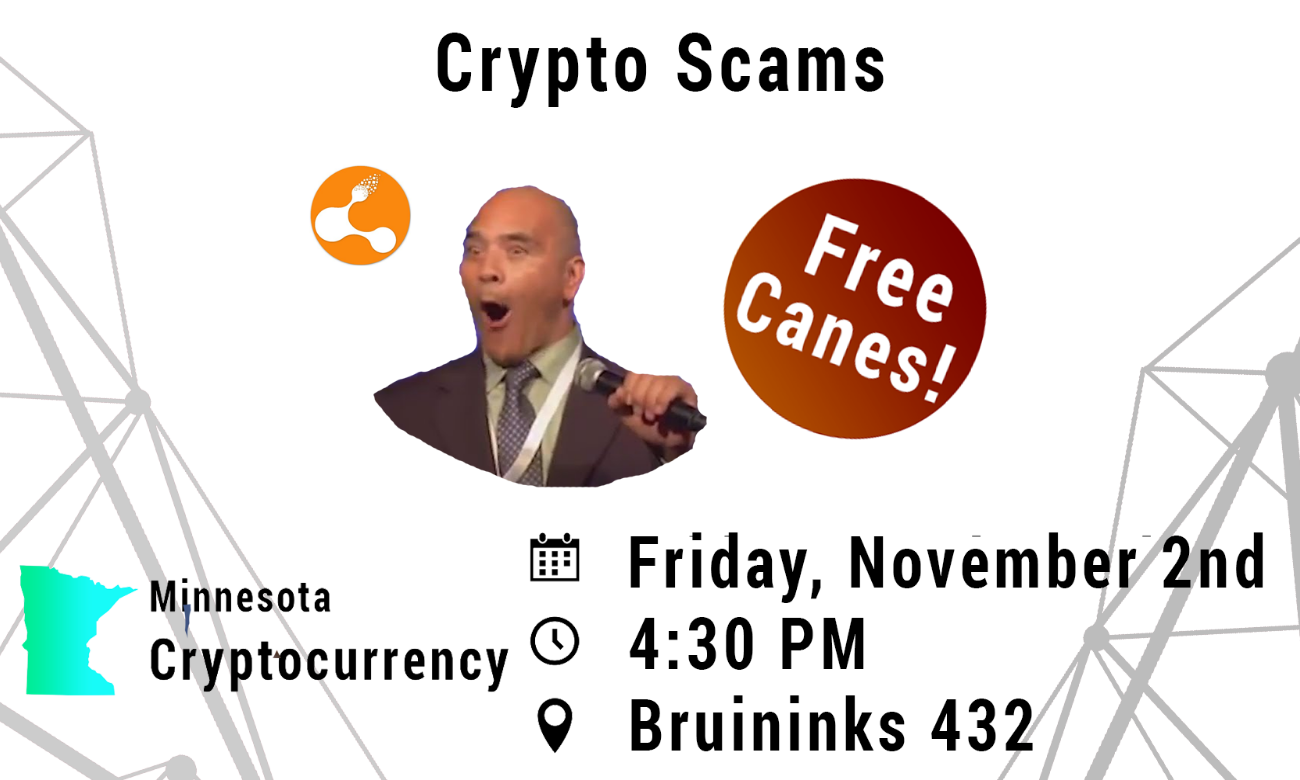 Crypto Scams
Free
Canes!
Friday, November 2nd
4:30 PM
Bruininks 432
Minnesota
Cryptocurrency